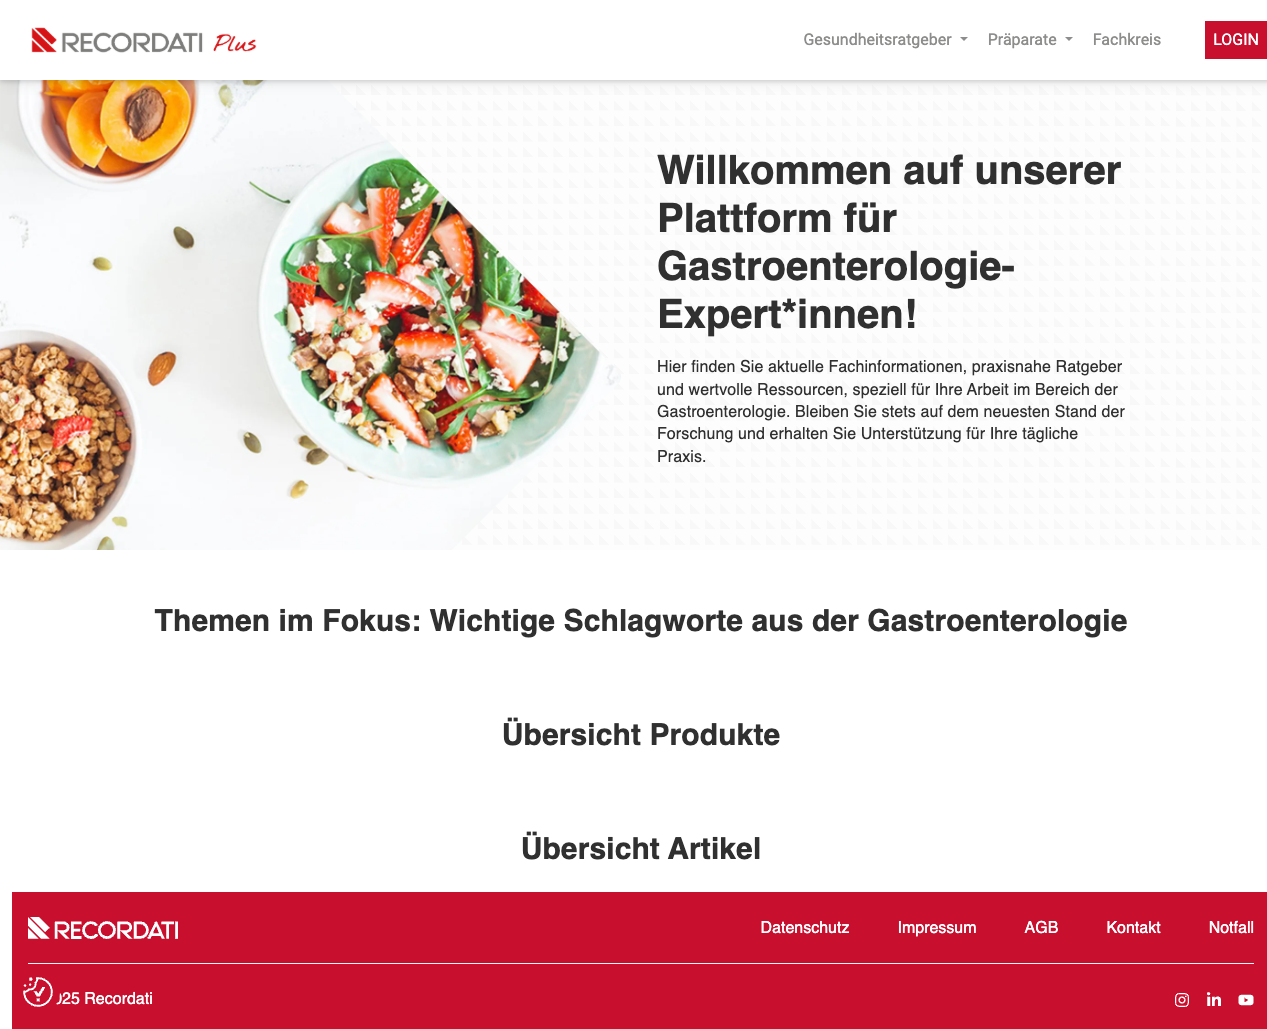 RECORDATI Plus
Gesundheitsratgeber
Präparate
Fachkreis
LOGIN
Willkommen auf unserer
Plattform für
Gastroenterologie-
Expert*innen!
Hier finden Sie aktuelle Fachinformationen, praxisnahe Ratgeber
und wertvolle Ressourcen, speziell für Ihre Arbeit im Bereich der
Gastroenterologie. Bleiben Sie stets auf dem neuesten Stand der
Forschung und erhalten Sie Unterstützung für Ihre tägliche
Praxis.
Themen im Fokus: Wichtige Schlagworte aus der Gastroenterologie
Übersicht Produkte
Übersicht Artikel
RECORDATI
Datenschutz
Impressum
AGB
Kontakt
Notfall
25 Recordati